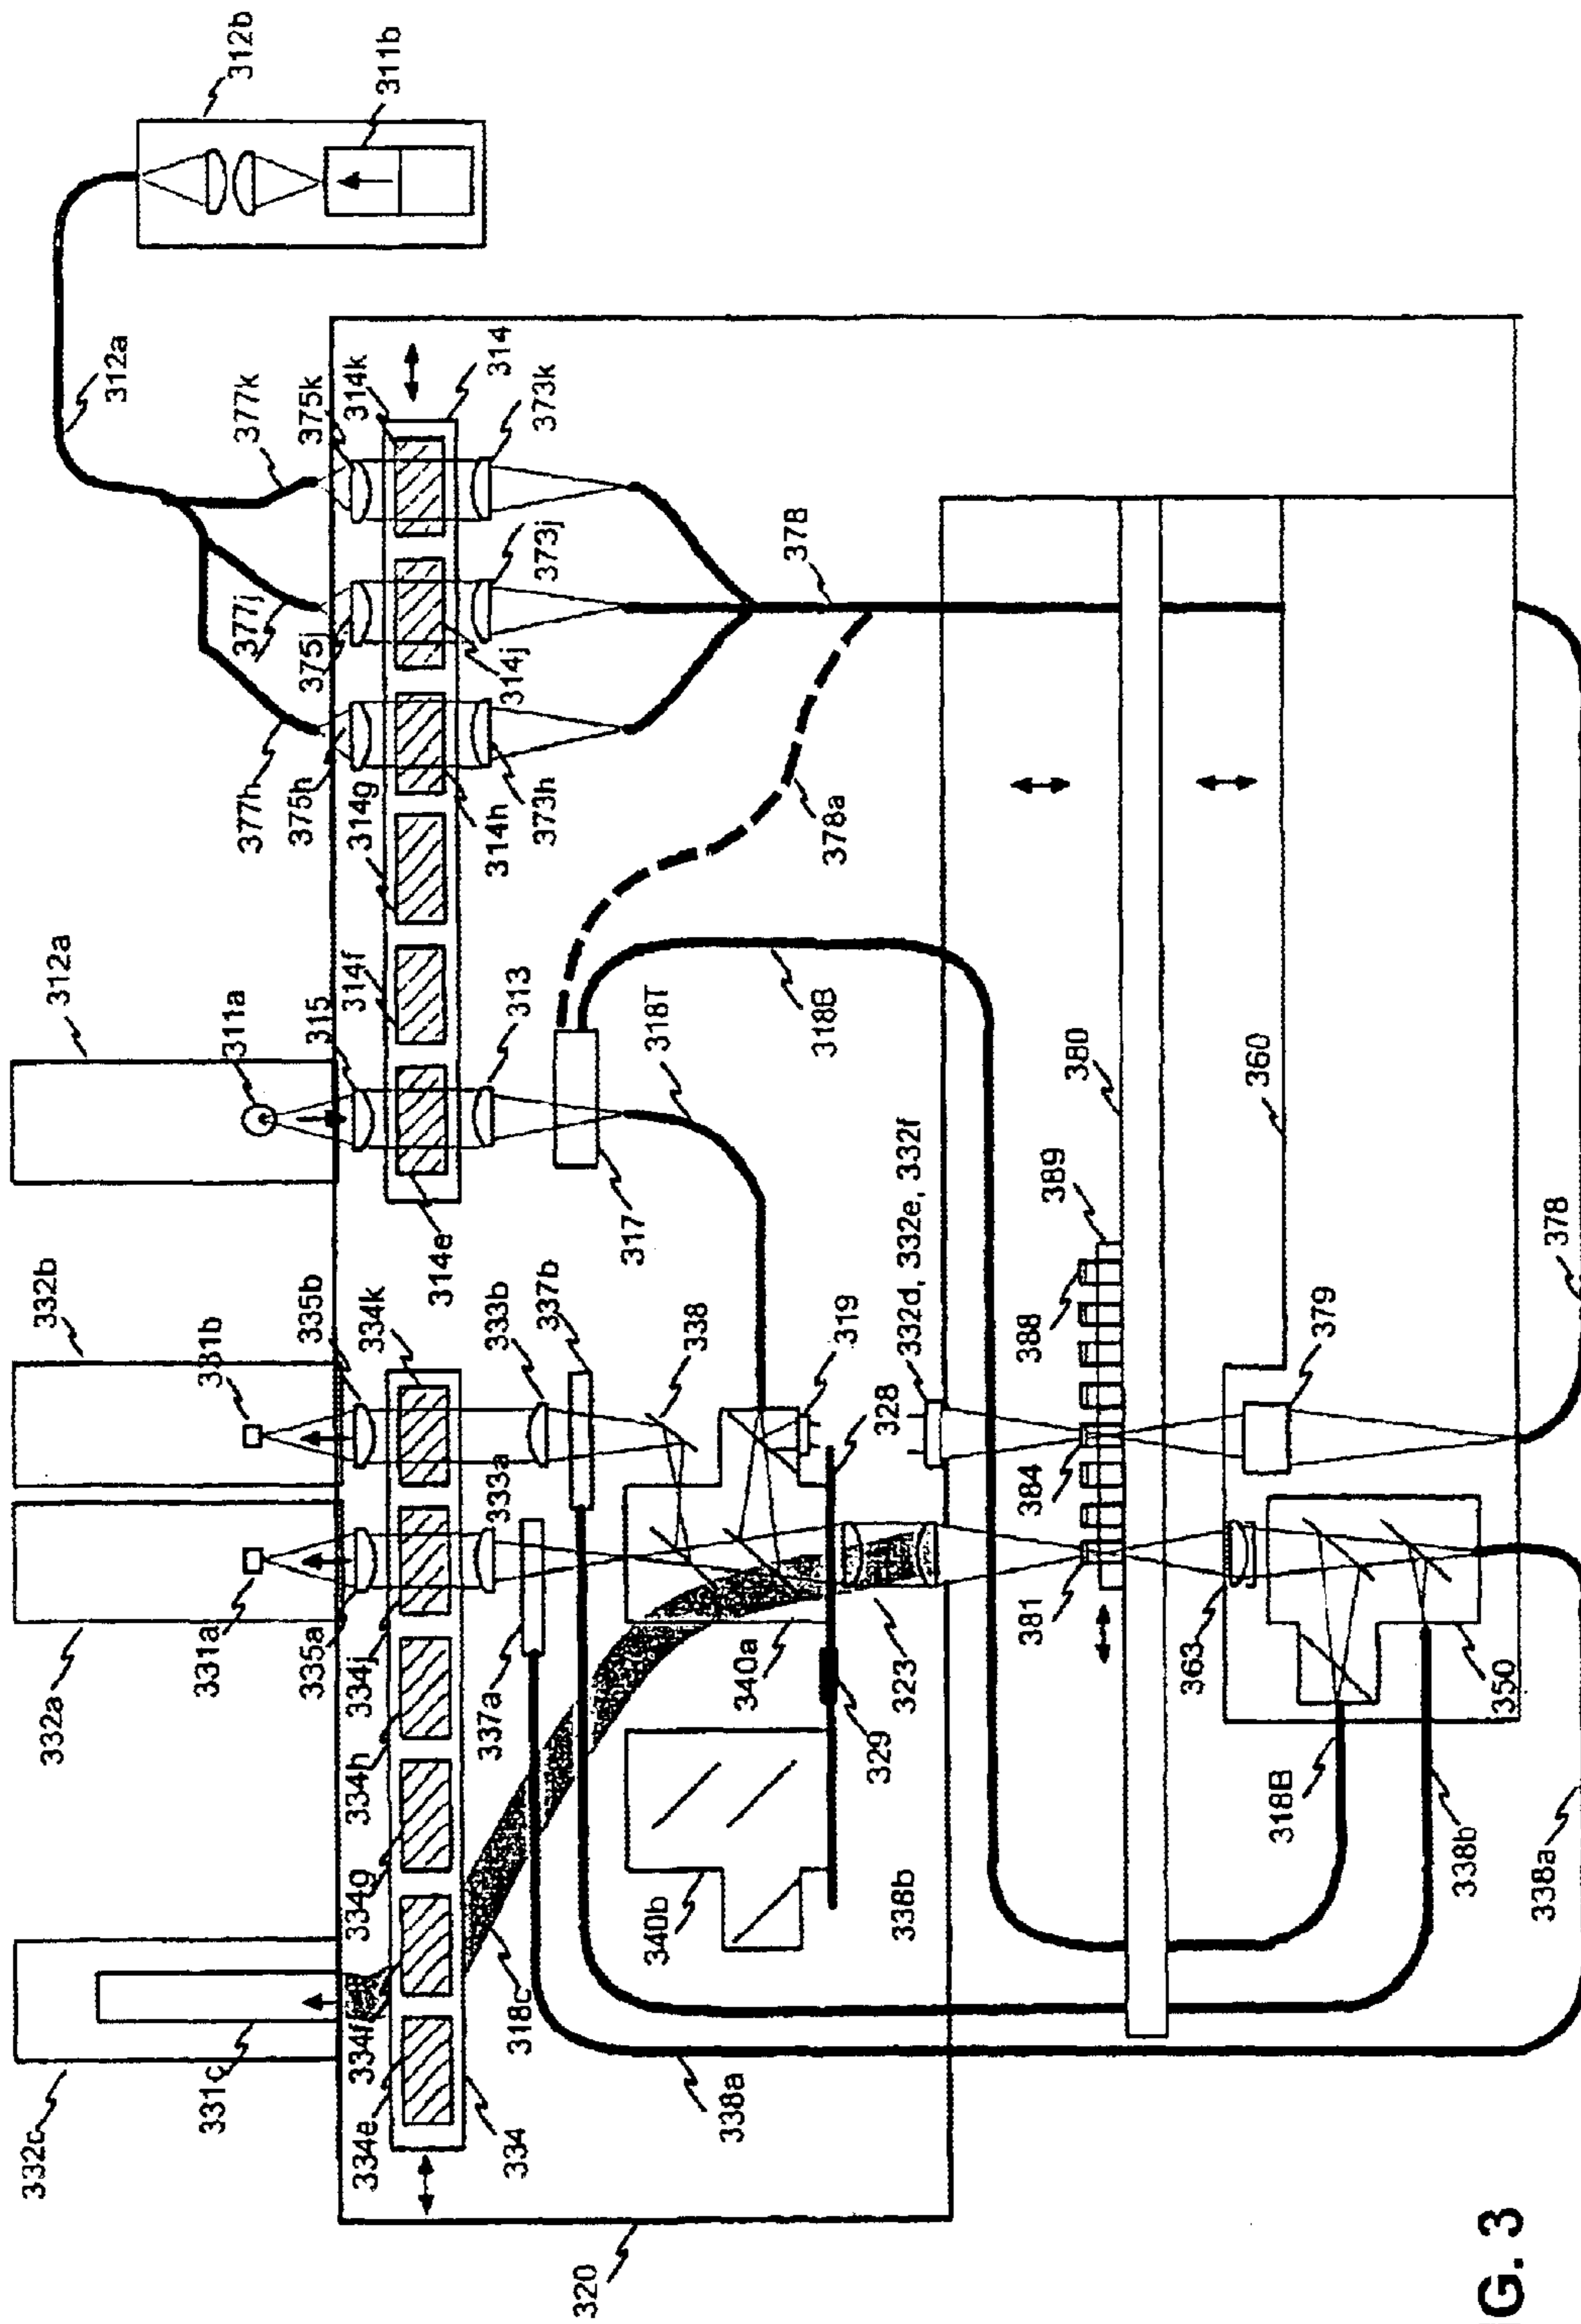 312b
311b
312a
377k
375k
314k
314
373k
377j
375j
314j
373j
378
377h
375h
314g
314h
373h
378a
312a
311a
315
314f
313
318T
318B
317
314e
332b
331b
335b
334k
333b
337b
338
319
332d, 332e, 332f
328
380
360
389
388
384
379
378
332a
331a
335a
334j
333a
337a
340a
329
323
381
363
350
334h
334g
340b
338b
318B
338b
338a
332c
331c
334f
334e
334
318c
338a
320
G. 3